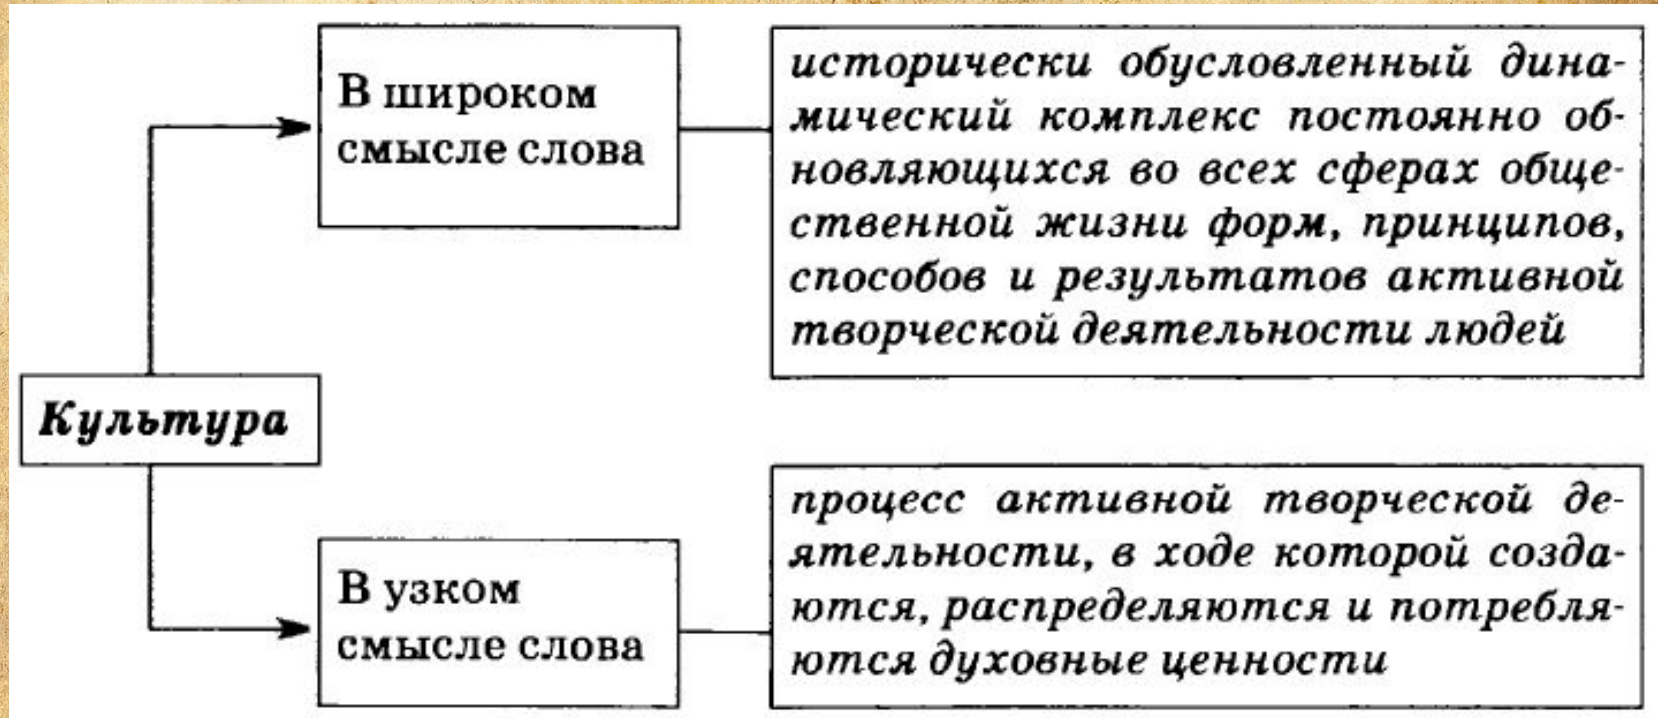 В широком
смысле слова
исторически обусловленный дина-
мический комплекс постоянно об-
новляющихся во всех сферах обще-
ственной жизни форм, принципов,
способов и результатов активной
творческой деятельности людей
Культура
В узком
смысле слова
процесс активной творческой де-
ятельности, в ходе которой созда-
ются, распределяются и потребля-
ются духовные ценности